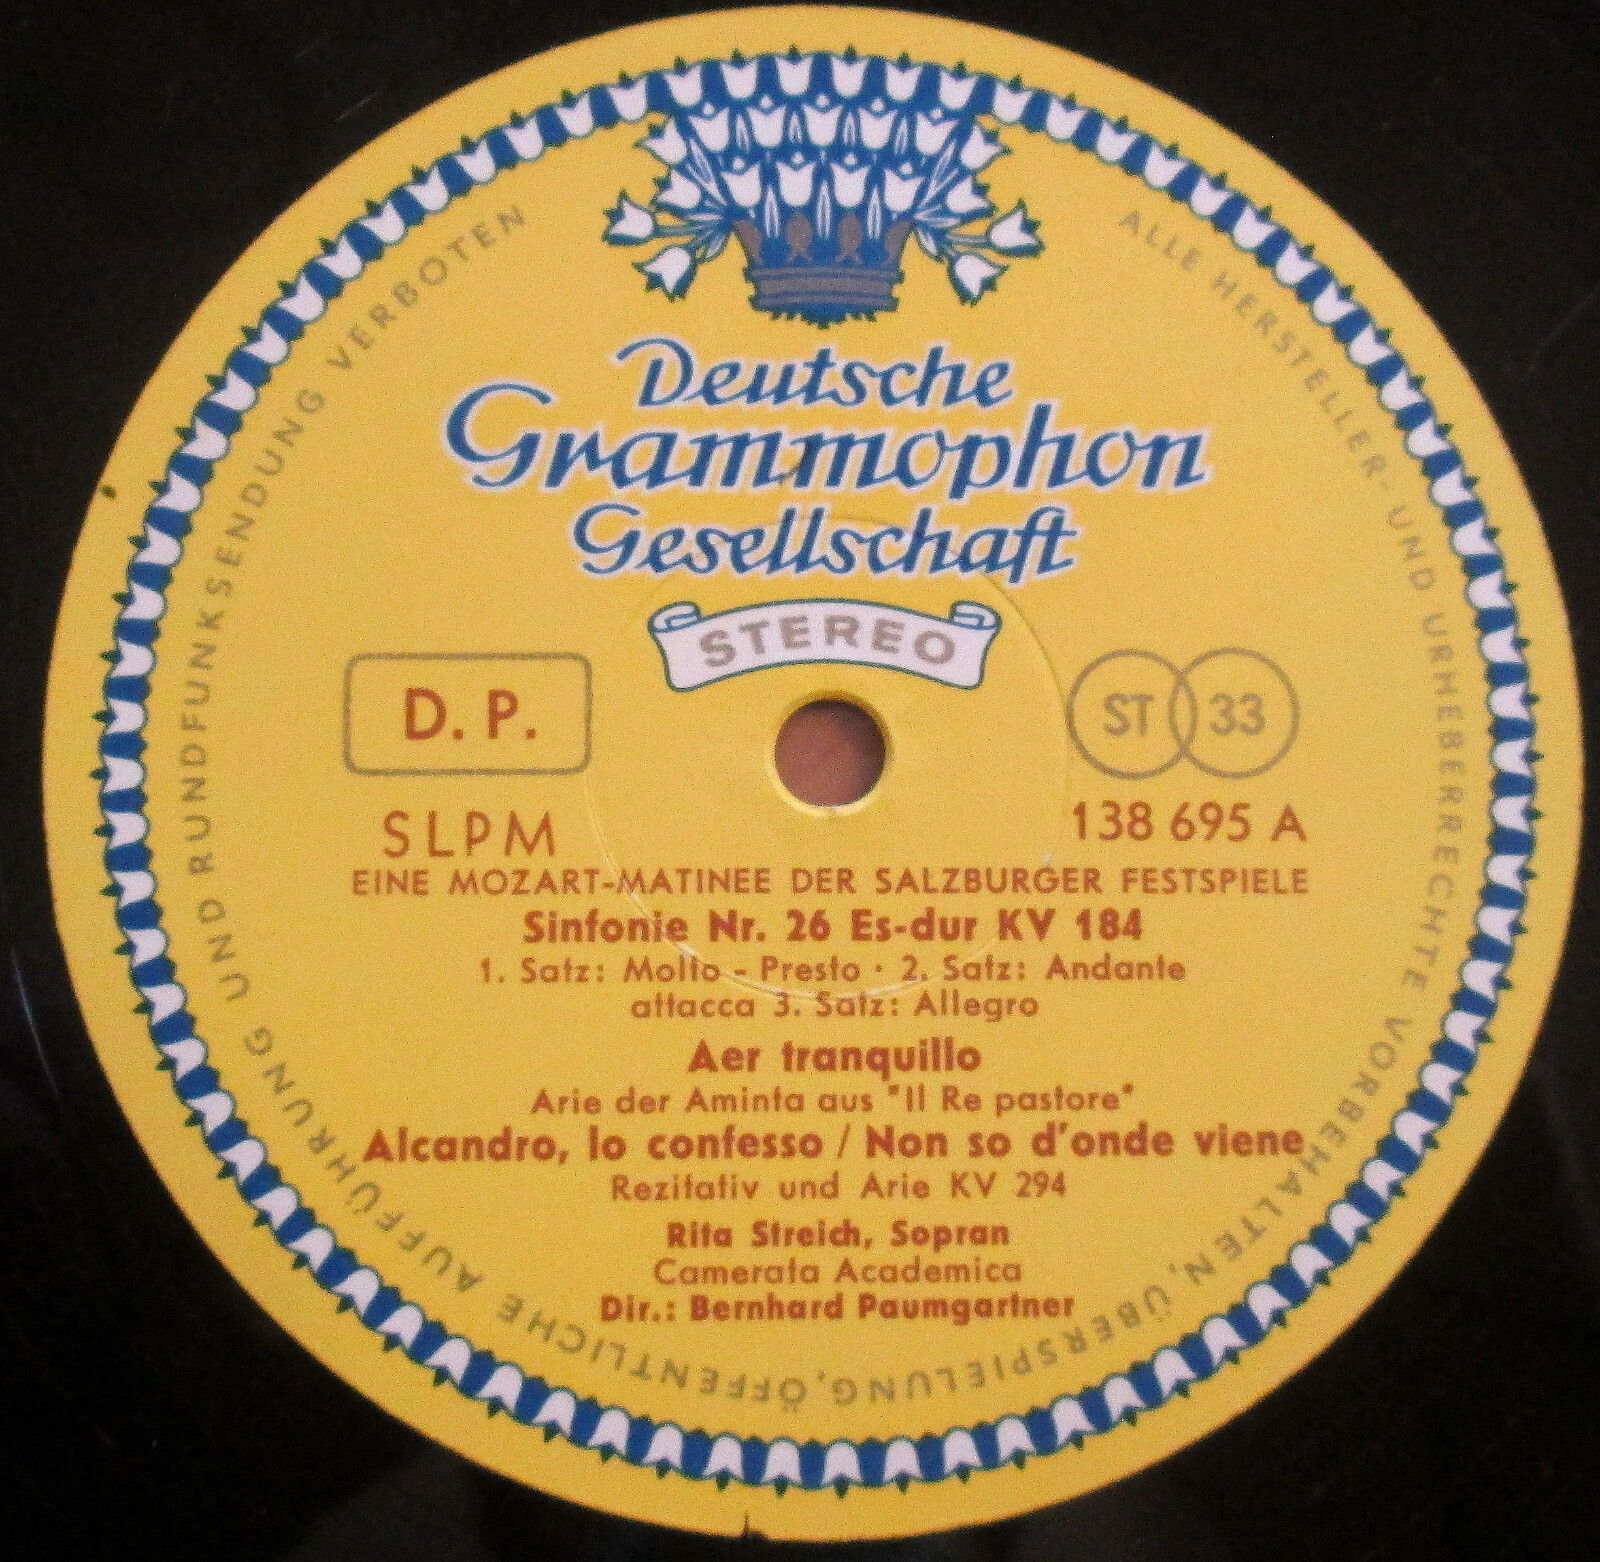 Deutsche
Grammophon
Gesellschaft
STEREO
D. P.
ST 33
SLPM
138 695 A
EINE MOZART-MATINEE DER SALZBURGER FESTSPIELE
Sinfonie Nr. 26 Es-dur KV 184
1. Satz: Molto - Presto · 2. Satz: Andante
attacca 3. Satz: Allegro
Aer tranquillo
Arie der Aminta aus "Il Re pastore"
Alcandro, lo confesso / Non so d'onde viene
Rezitativ und Arie KV 294
Rita Streich, Sopran
Camerata Academica
Dir.: Bernhard Paumgartner
ALLE HERSTELLER- UND URHEBERRECHTE VORBEHALTEN, ÜBERSPIELUNG, ÖFFENTLICHE AUFFÜHRUNG UND RUNDFUNKSENDUNG VERBOTEN